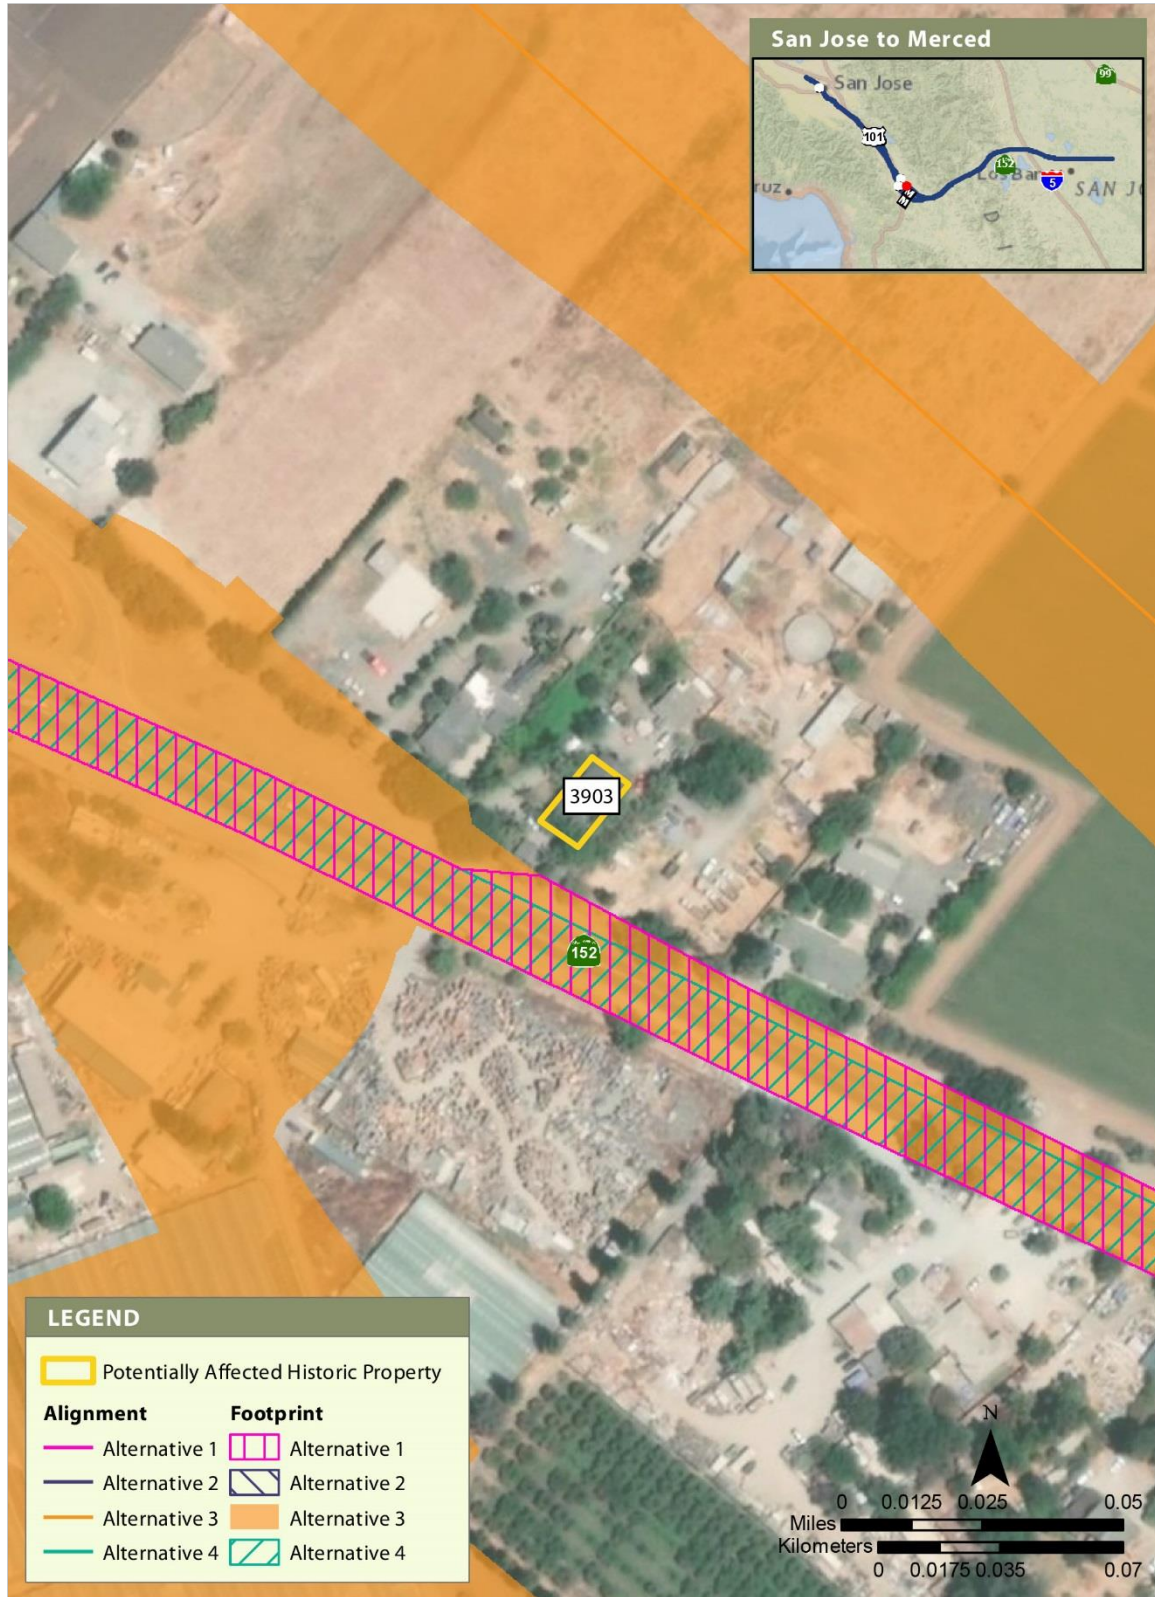 San Jose to Merced
San Jose
99
101
152
Los Ban
5
SAN JO
ruz
D I
3903
152
LEGEND
Potentially Affected Historic Property
Alignment Footprint
Alternative 1 Alternative 1
Alternative 2 Alternative 2
Alternative 3 Alternative 3
Alternative 4 Alternative 4
N
0 0.0125 0.025 0.05
Miles
Kilometers
0 0.0175 0.035 0.07